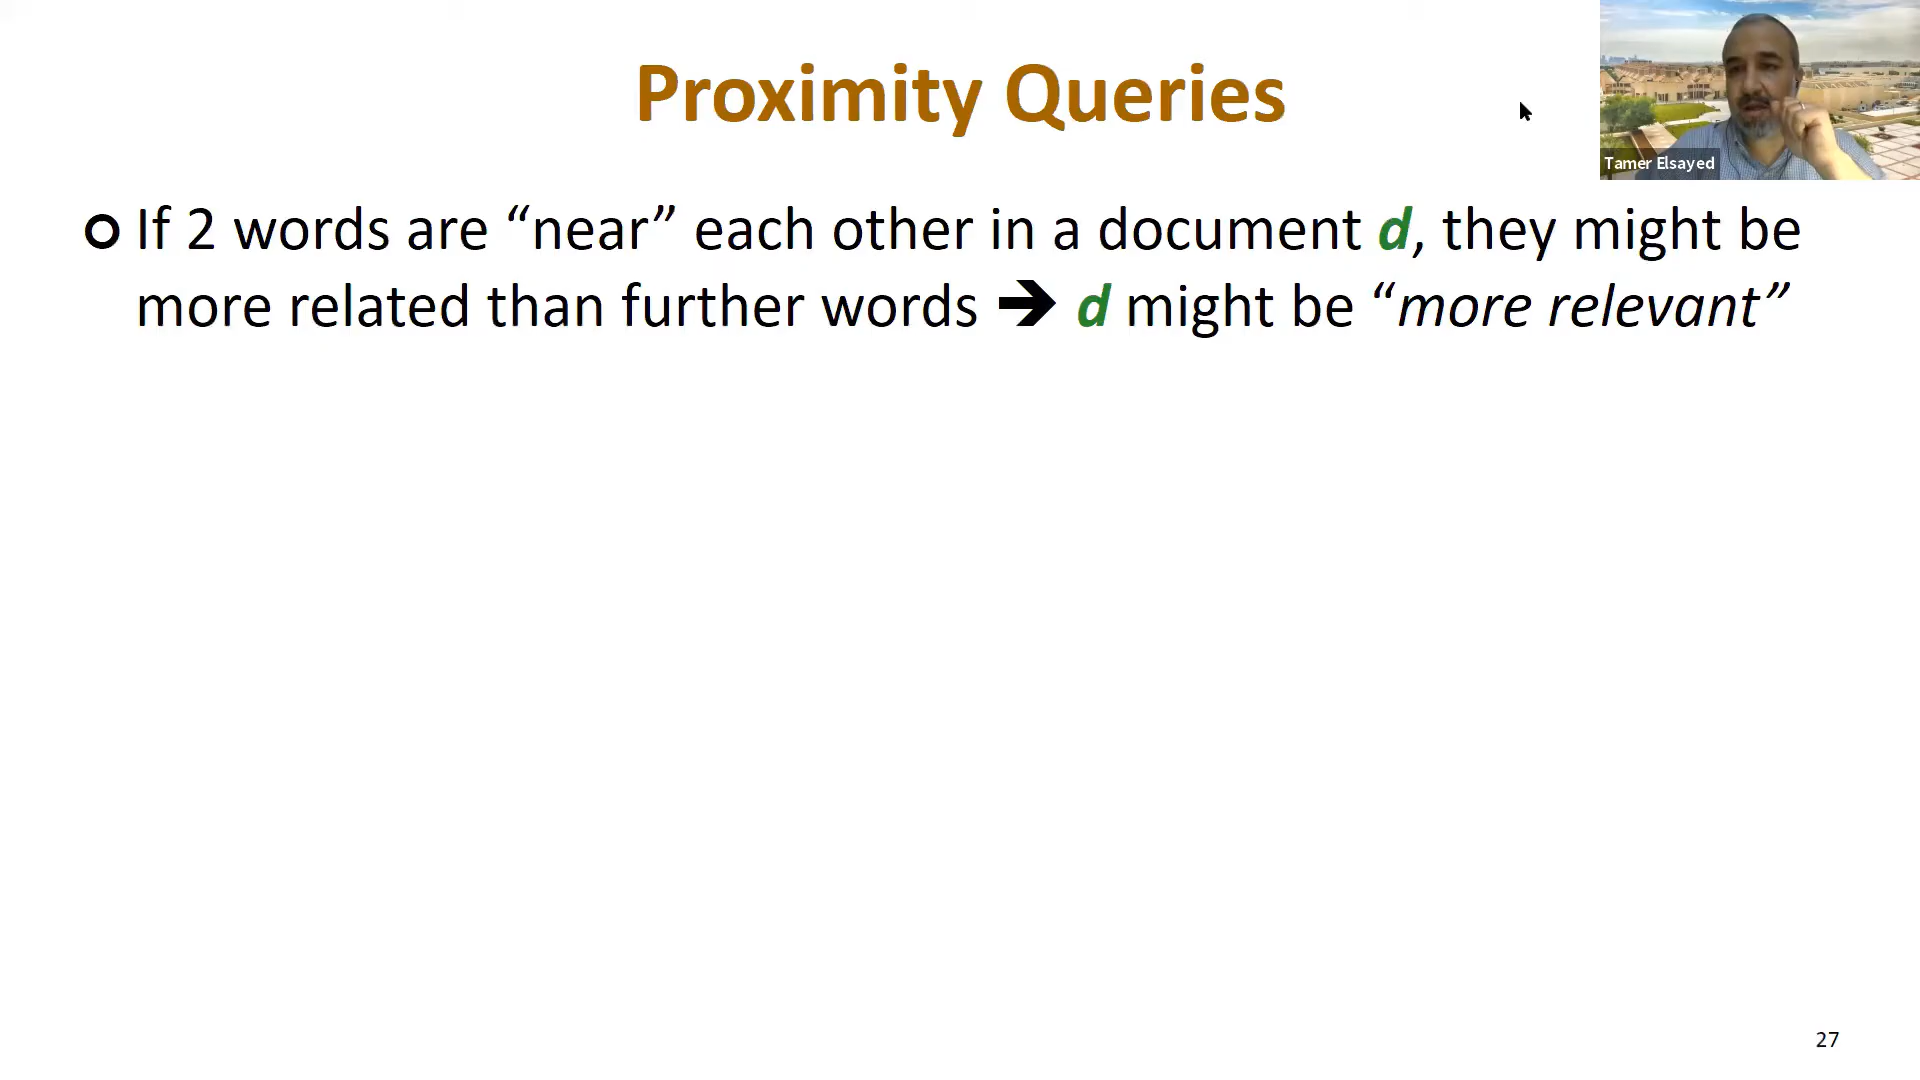 Proximity Queries
Tamer Elsayed
If 2 words are “near” each other in a document d, they might be
more related than further words ➔ d might be “more relevant”
27